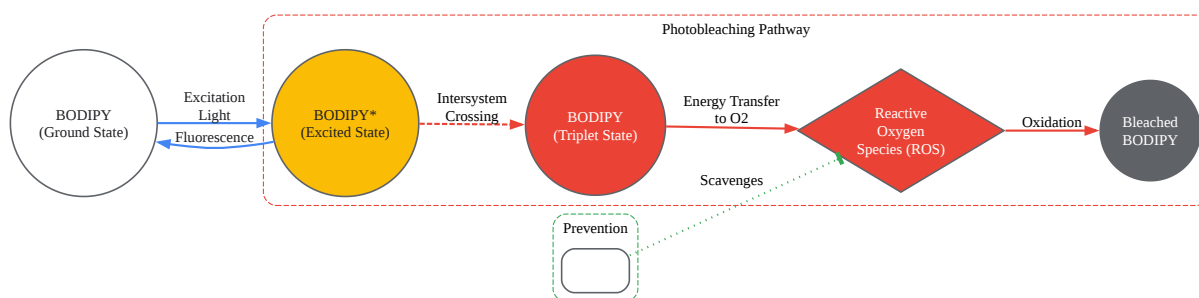 Photobleaching Pathway
BODIPY
(Ground State)
Excitation
Light
Fluorescence
BODIPY*
(Excited State)
Intersystem
Crossing
BODIPY
(Triplet State)
Energy Transfer
to O2
Reactive
Oxygen
Species (ROS)
Oxidation
Bleached
BODIPY
Scavenges
Prevention